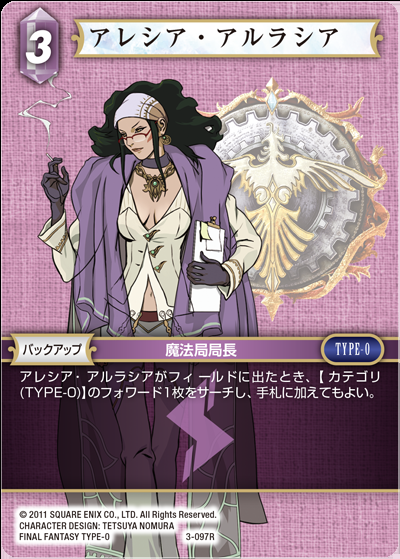 3
アレシア・アルラシア
バックアップ
魔法局局長
TYPE-0
アレシア・アルラシアがフィールドに出たとき、【カテゴリ
(TYPE-0)】のフォワード1枚をサーチし、手札に加えてもよい。
© 2011 SQUARE ENIX CO., LTD. All Rights Reserved.
CHARACTER DESIGN: TETSUYA NOMURA
FINAL FANTASY TYPE-0
3-097R